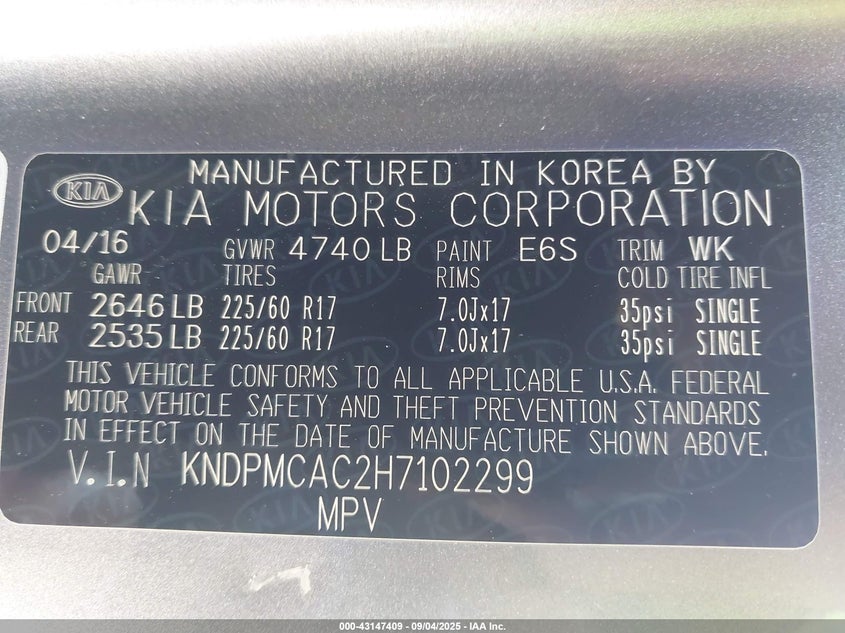 MANUFACTURED IN KOREA BY
KIA KIA MOTORS CORPORATION
04/16 GVWR 4740 LB PAINT E6S TRIM WK
GAWR TIRES RIMS COLD TIRE INFL
FRONT 2646 LB 225/60 R17 7.0Jx17 35psi SINGLE
REAR 2535 LB 225/60 R17 7.0Jx17 35psi SINGLE
THIS VEHICLE CONFORMS TO ALL APPLICABLE U.S.A. FEDERAL
MOTOR VEHICLE SAFETY AND THEFT PREVENTION STANDARDS
IN EFFECT ON THE DATE OF MANUFACTURE SHOWN ABOVE.
V.I.N KNDPMCAC2H7102299
MPV
000-43147409 - 09/04/2025 - IAA Inc.